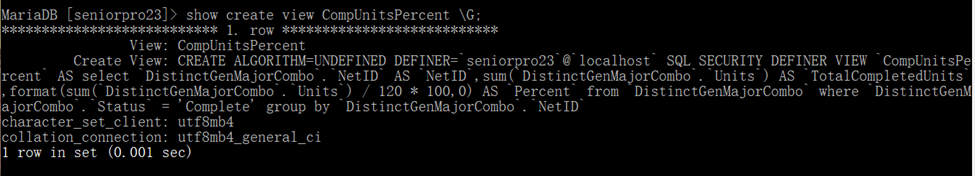 MariaDB [seniorpro23]> show create view CompUnitsPercent \G;
*************************** 1. row ***************************
View: CompUnitsPercent
Create View: CREATE ALGORITHM=UNDEFINED DEFINER=`seniorpro23`@`localhost` SQL SECURITY DEFINER VIEW `CompUnitsPe
rcent` AS select `DistinctGenMajorCombo`.`NetID` AS `NetID`,sum(`DistinctGenMajorCombo`.`Units`) AS `TotalCompletedUnits`
,format(sum(`DistinctGenMajorCombo`.`Units`) / 120 * 100,0) AS `Percent` from `DistinctGenMajorCombo` where `DistinctGenM
ajorCombo`.`Status` = 'Complete' group by `DistinctGenMajorCombo`.`NetID`
character_set_client: utf8mb4
collation_connection: utf8mb4_general_ci
1 row in set (0.001 sec)